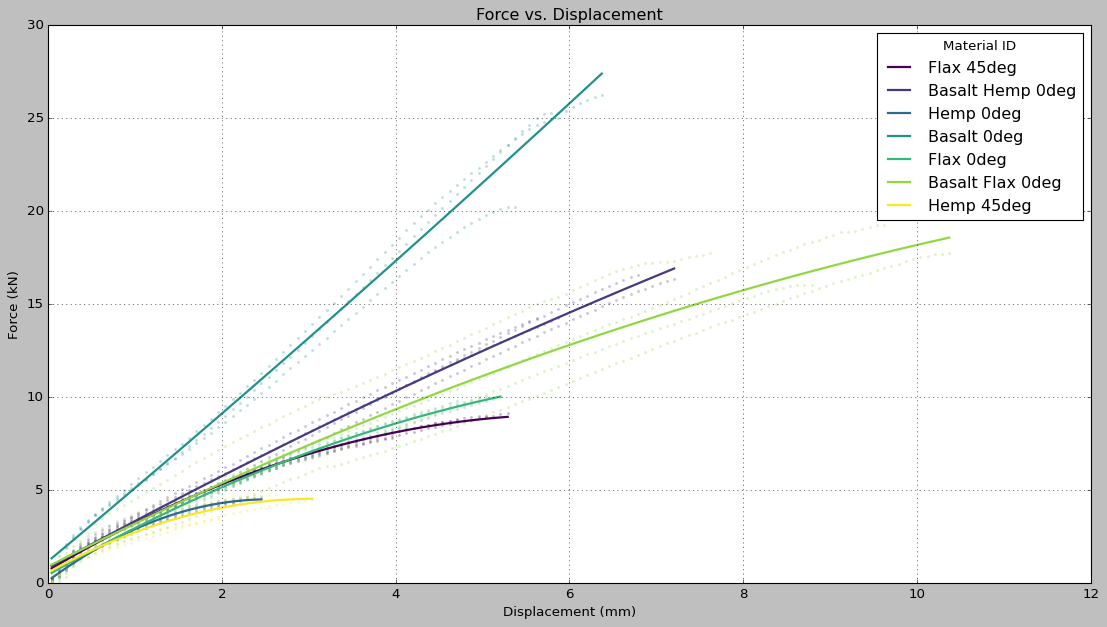 Force vs. Displacement
30
25
20
15
10
5
0
Force (kN)
0 2 4 6 8 10 12
Displacement (mm)
Material ID
Flax 45deg
Basalt Hemp 0deg
Hemp 0deg
Basalt 0deg
Flax 0deg
Basalt Flax 0deg
Hemp 45deg